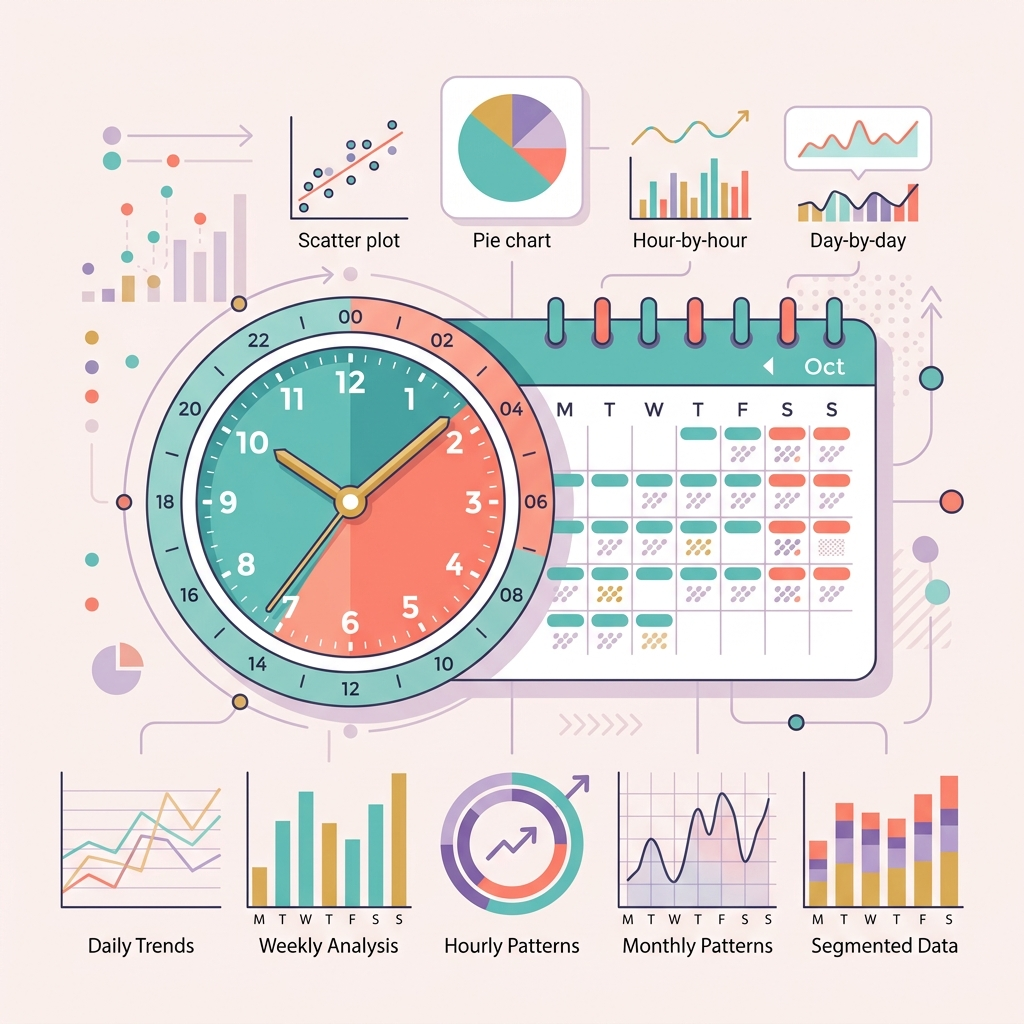 Scatter plot
Pie chart
Hour-by-hour
Day-by-day
00
02
04
06
08
10
12
14
16
18
20
22
12
1
2
3
4
5
6
7
8
9
10
11
Oct
M T W T F S S
M T W T F S S
M T W T F S S
M T W T F S
Daily Trends
Weekly Analysis
Hourly Patterns
Monthly Patterns
Segmented Data